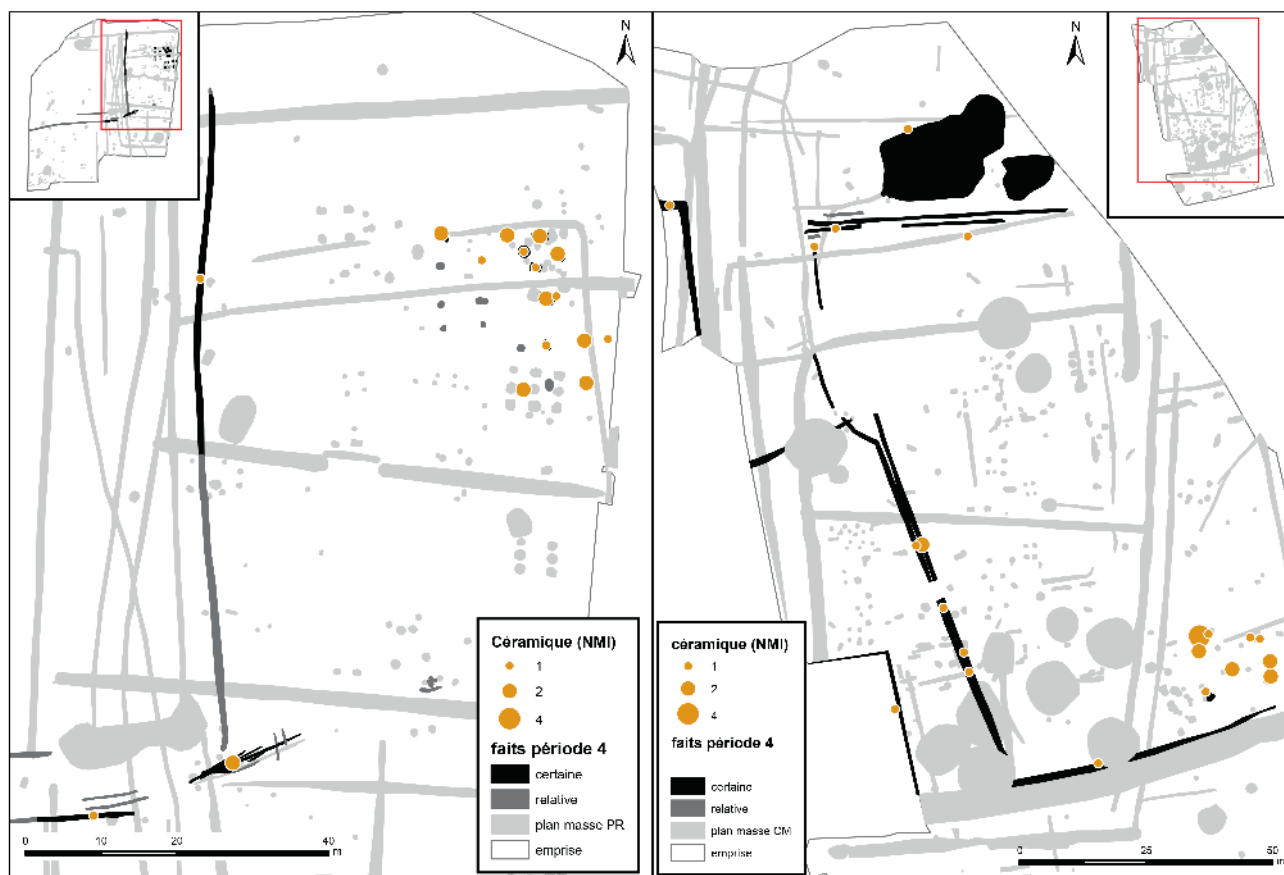 N
Céramique (NMI)
1
2
4
faits période 4
certaine
relative
plan masse PR
emprise
0 10 20 40
m
N
céramique (NMI)
1
2
4
faits période 4
certaine
relative
plan masse CM
emprise
0 25 50
m